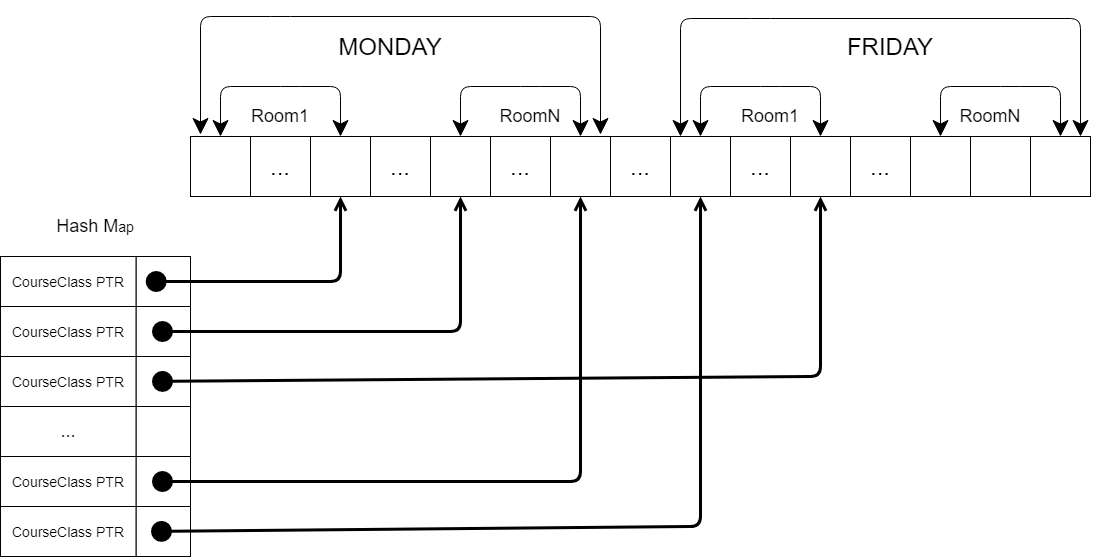 MONDAY
FRIDAY
Room1
RoomN
Room1
RoomN
... ... ... ... ... ...
Hash Map
CourseClass PTR
CourseClass PTR
CourseClass PTR
...
CourseClass PTR
CourseClass PTR